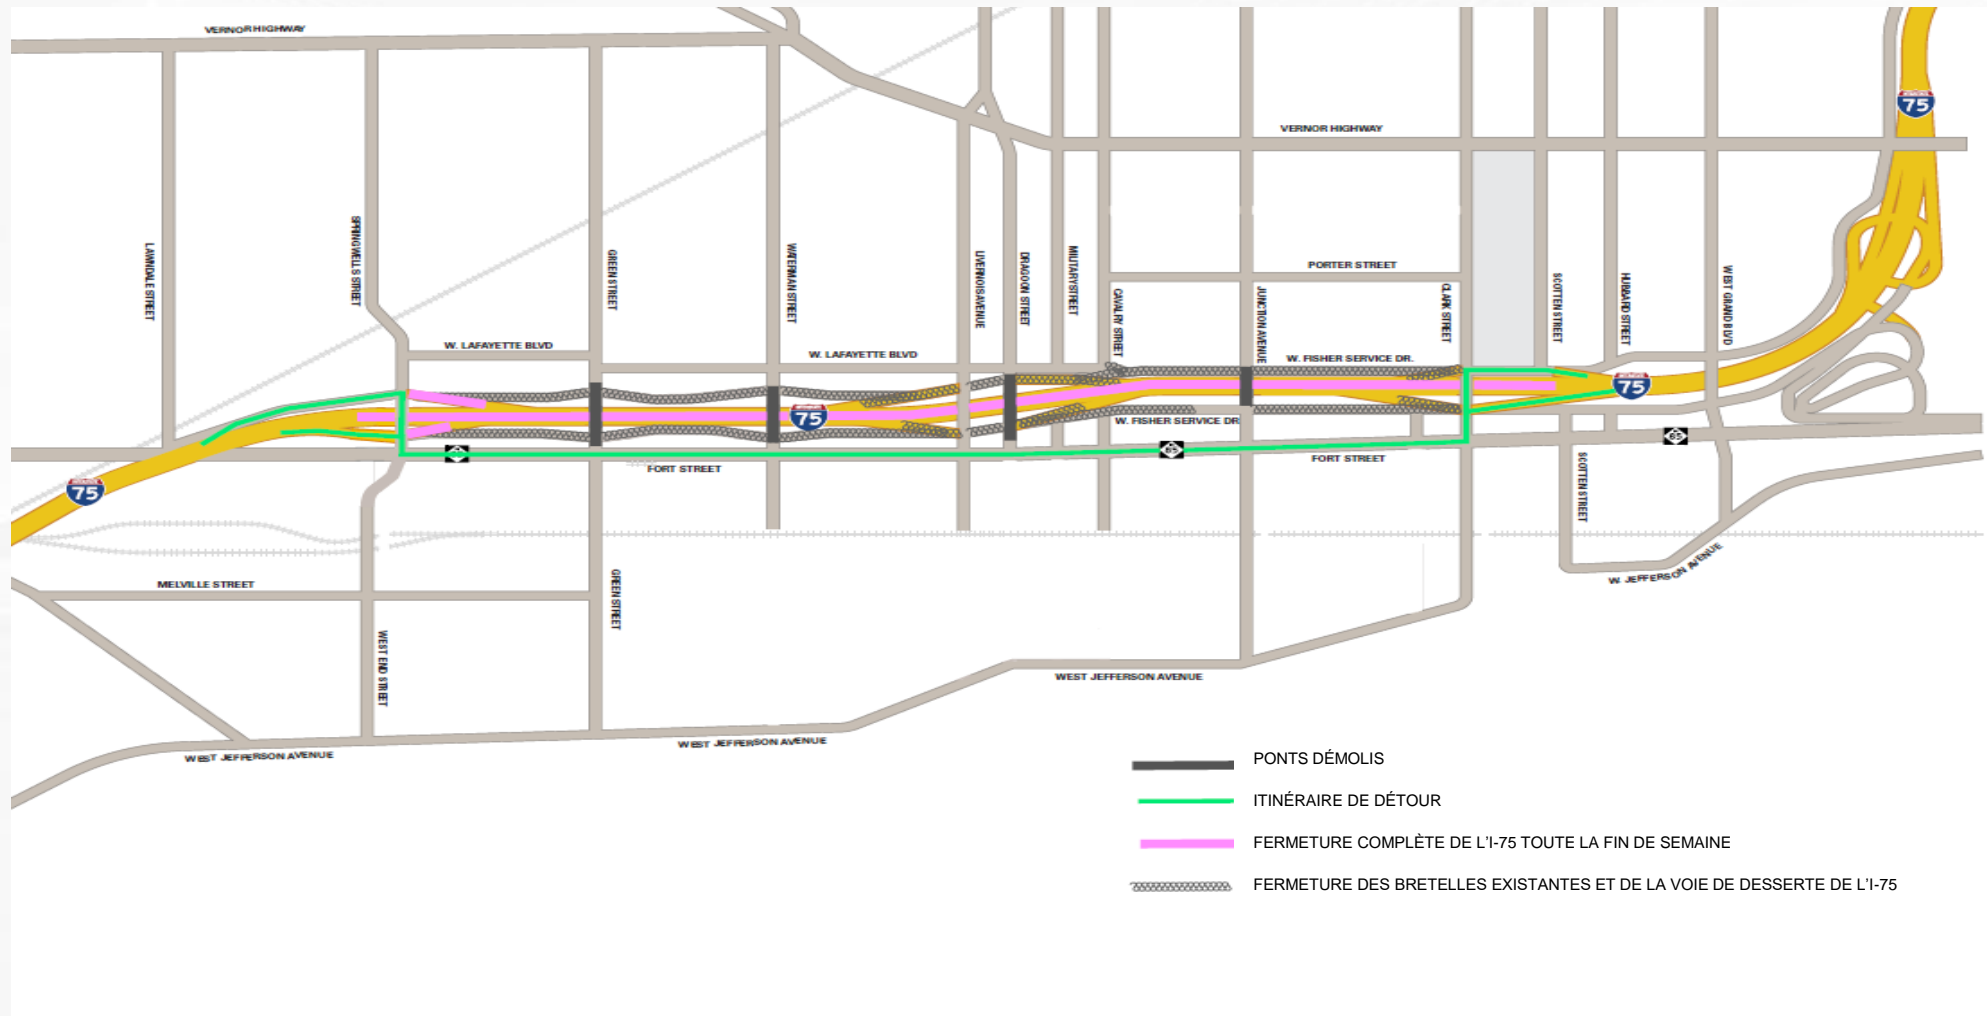 VERNOR HIGHWAY
75
VERNOR HIGHWAY
LAWNDALE STREET
SPRINGWELLS STREET
GREEN STREET
WATERMAN STREET
LIVERNOIS AVENUE
DRAGOON STREET
MILITARY STREET
CAVALRY STREET
PORTER STREET
JUNCTION AVENUE
CLARK STREET
SCOTTEN STREET
HUBBARD STREET
WEST GRAND BLVD
W. LAFAYETTE BLVD
W. LAFAYETTE BLVD
W. FISHER SERVICE DR.
75
75
W. FISHER SERVICE DR
85
85
FORT STREET
FORT STREET
75
SCOTTEN STREET
MELVILLE STREET
GREEN STREET
W. JEFFERSON AVENUE
WEST END STREET
WEST JEFFERSON AVENUE
WEST JEFFERSON AVENUE
WEST JEFFERSON AVENUE
PONTS DÉMOLIS
ITINÉRAIRE DE DÉTOUR
FERMETURE COMPLÈTE DE L'I-75 TOUTE LA FIN DE SEMAINE
FERMETURE DES BRETELLES EXISTANTES ET DE LA VOIE DE DESSERTE DE L'I-75